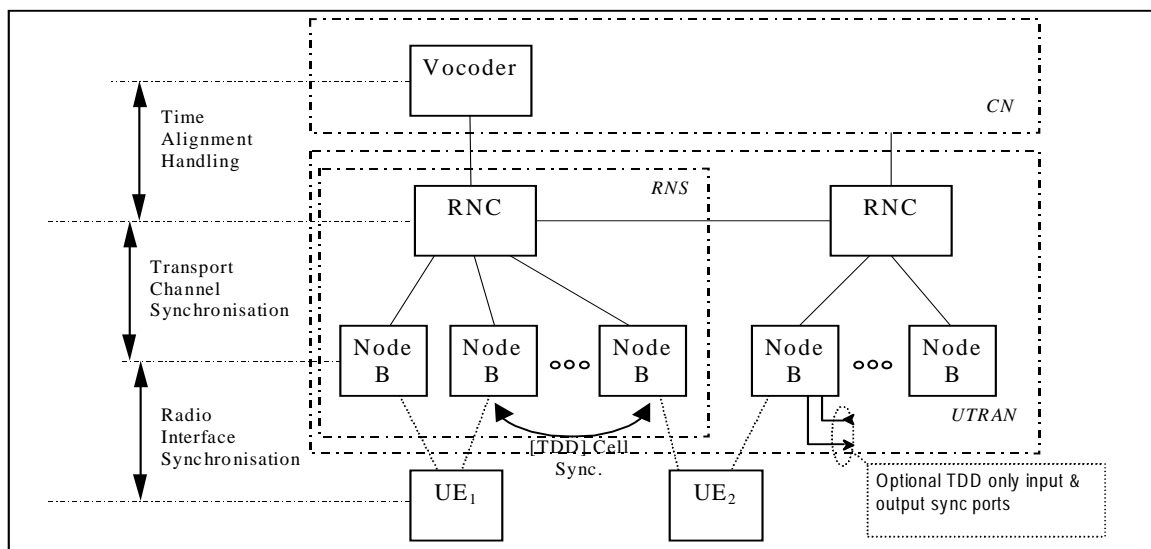 Vocoder
CN
Time
Alignment
Handling
RNS
RNC
RNC
Transport
Channel
Synchronisation
Node
B
Node
B
Node
B
Node
B
Node
B
Radio
Interface
Synchronisation
UTRAN
[TDD] Cell
Sync.
UE1
UE2
Optional TDD only input &
output sync ports